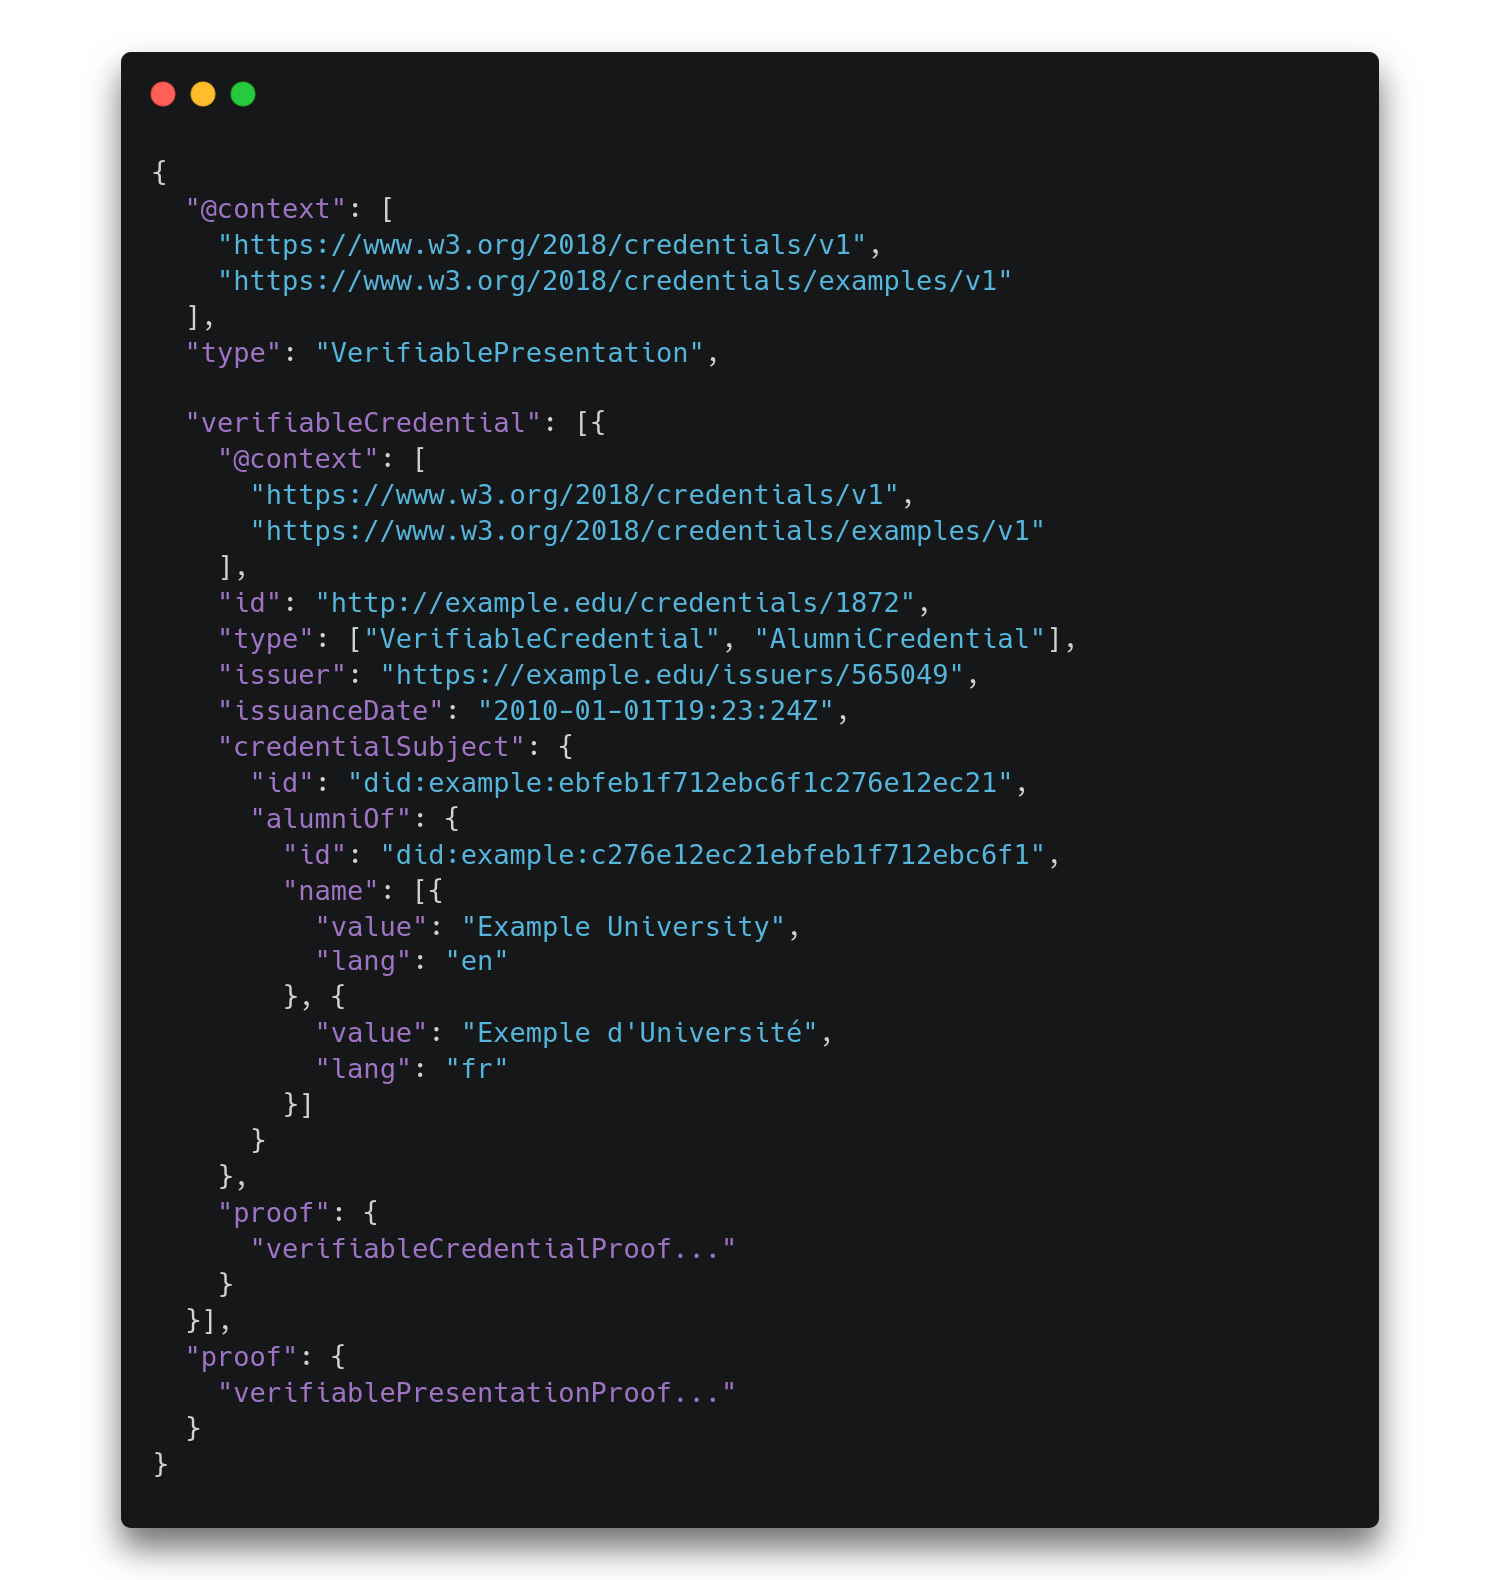 {
  "@context": [
    "https://www.w3.org/2018/credentials/v1",
    "https://www.w3.org/2018/credentials/examples/v1"
  ],
  "type": "VerifiablePresentation",

  "verifiableCredential": [{
    "@context": [
      "https://www.w3.org/2018/credentials/v1",
      "https://www.w3.org/2018/credentials/examples/v1"
    ],
    "id": "http://example.edu/credentials/1872",
    "type": ["VerifiableCredential", "AlumniCredential"],
    "issuer": "https://example.edu/issuers/565049",
    "issuanceDate": "2010-01-01T19:23:24Z",
    "credentialSubject": {
      "id": "did:example:ebfeb1f712ebc6f1c276e12ec21",
      "alumniOf": {
        "id": "did:example:c276e12ec21ebfeb1f712ebc6f1",
        "name": [{
          "value": "Example University",
          "lang": "en"
        }, {
          "value": "Exemple d'Université",
          "lang": "fr"
        }]
      }
    },
    "proof": {
      "verifiableCredentialProof..."
    }
  }],
  "proof": {
    "verifiablePresentationProof..."
  }
}